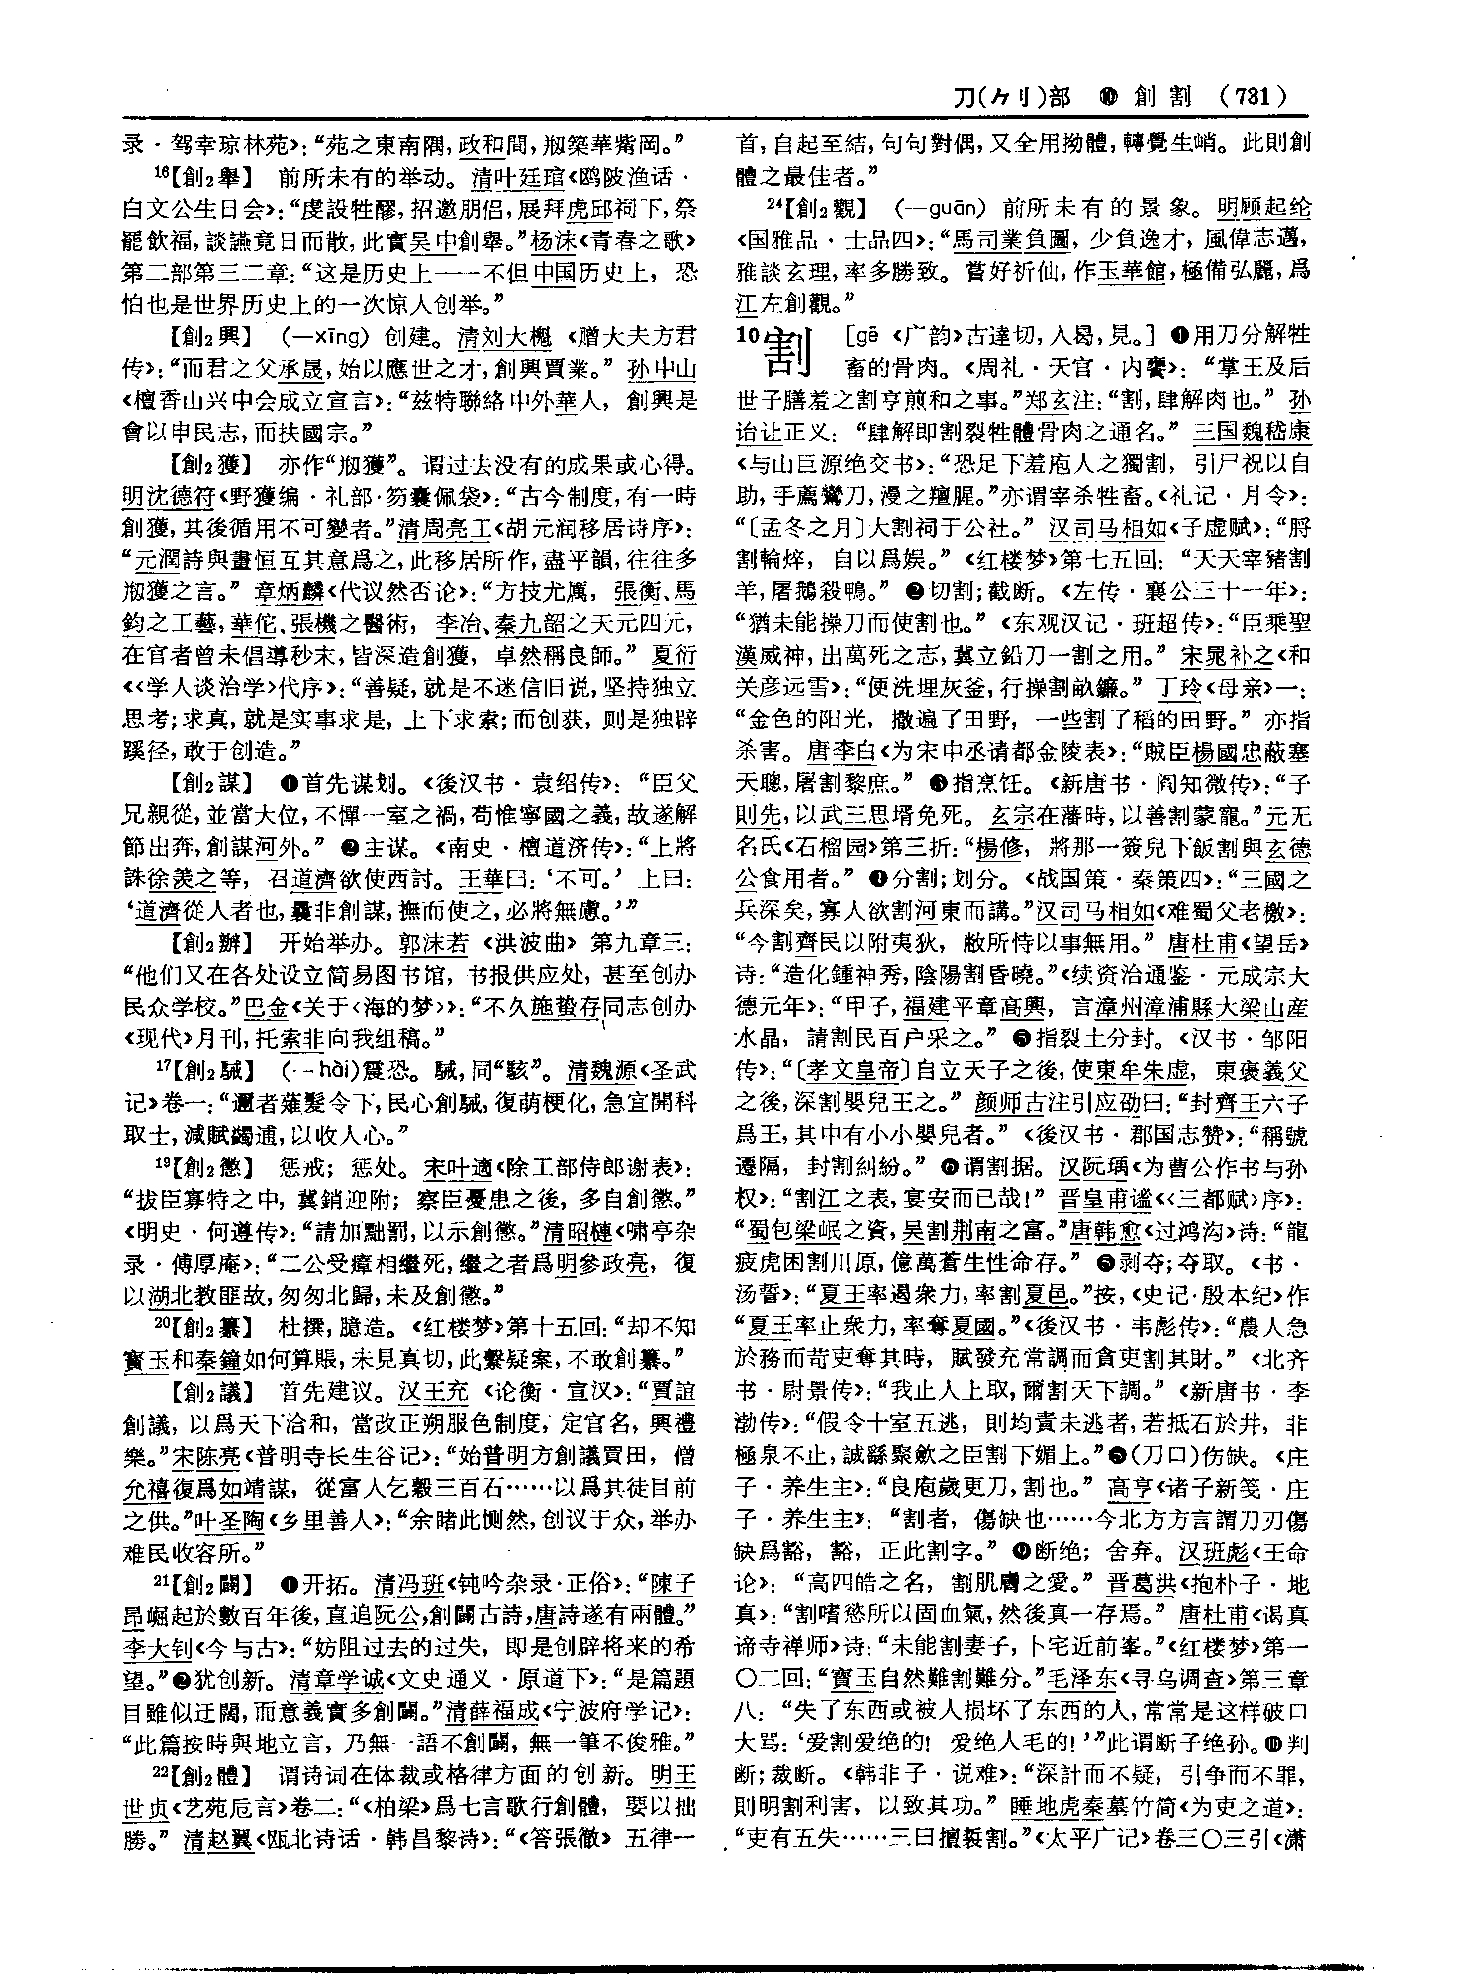 刀(⺈刂)部 ❿ 創割 (731)
录·驾幸琼林苑》：“苑之東南隅，政和間，剏築華觜岡。”
16【創2舉】 前所未有的举动。清叶廷琯《鸥陂渔话·
白文公生日会》：“虔設牲醪，招邀朋侣，展拜虎邱祠下，祭
罷飲福，談讌竟日而散，此實吴中創舉。”杨沫《青春之歌》
第二部第三二章：“这是历史上——不但中国历史上，恐
怕也是世界历史上的一次惊人创举。”
【創2興】 (—xīng) 创建。清刘大櫆《赠大夫方君
传》：“而君之父承晟，始以應世之才，創興賈業。” 孙中山
《檀香山兴中会成立宣言》：“兹特聯絡中外華人，創興是
會以申民志，而扶國宗。”
【創2獲】 亦作“剏獲”。谓过去没有的成果或心得。
明沈德符《野獲编·礼部·笏囊佩袋》：“古今制度，有一時
創獲，其後循用不可變者。”清周亮工《胡元润移居诗序》：
“元潤詩與畫恒互其意爲之，此移居所作，盡平韻，往往多
剏獲之言。” 章炳麟《代议然否论》：“方技尤厲，張衡、馬
鈞之工藝，華佗、張機之醫術，李冶、秦九韶之天元四元，
在官者曾未倡導秒末，皆深造創獲，卓然稱良師。” 夏衍
《〈学人谈治学〉代序》：“善疑，就是不迷信旧说，坚持独立
思考；求真，就是实事求是，上下求索；而创获，则是独辟
蹊径，敢于创造。”
【創2謀】 ❶首先谋划。《後汉书·袁绍传》：“臣父
兄親從，並當大位，不憚一室之禍，苟惟寧國之義，故遂解
節出奔，創謀河外。” ❷主谋。《南史·檀道济传》：“上將
誅徐羨之等，召道濟欲使西討。王華曰：‘不可。’ 上曰：
‘道濟從人者也，曩非創謀，撫而使之，必將無慮。’”
【創2辦】 开始举办。郭沫若《洪波曲》第九章三：
“他们又在各处设立简易图书馆，书报供应处，甚至创办
民众学校。”巴金《关于〈海的梦〉》：“不久施蛰存同志创办
《现代》月刊，托索非向我组稿。”
17【創2駴】 (—hài)震恐。駴，同“駭”。清魏源《圣武
记》卷一：“邇者薙髮令下，民心創駴，復萌梗化，急宜開科
取士，減賦蠲逋，以收人心。”
19【創2懲】 惩戒；惩处。宋叶適《除工部侍郎谢表》：
“拔臣寡特之中，冀銷迎附；察臣憂患之後，多自創懲。”
《明史·何遵传》：“請加黜罰，以示創懲。”清昭槤《啸亭杂
录·傅厚庵》：“二公受瘴相繼死，繼之者爲明參政亮，復
以湖北教匪故，匆匆北歸，未及創懲。”
20【創2纂】 杜撰，臆造。《红楼梦》第十五回：“却不知
寶玉和秦鐘如何算賬，未見真切，此繫疑案，不敢創纂。”
【創2議】 首先建议。汉王充《论衡·宣汉》：“賈誼
創議，以爲天下洽和，當改正朔服色制度，定官名，興禮
樂。”宋陈亮《普明寺长生谷记》：“始普明方創議買田，僧
允禧復爲如靖謀，從富人乞穀三百石……以爲其徒目前
之供。”叶圣陶《乡里善人》：“余睹此恻然，创议于众，举办
难民收容所。”
21【創2闢】 ❶开拓。清冯班《钝吟杂录·正俗》：“陳子
昂崛起於數百年後，直追阮公，創闢古詩，唐詩遂有兩體。”
李大钊《今与古》：“妨阻过去的过失，即是创辟将来的希
望。”❷犹创新。清章学诚《文史通义·原道下》：“是篇題
目雖似迂闊，而意義實多創闢。”清薛福成《宁波府学记》：
“此篇按時與地立言，乃無一語不創闢，無一筆不俊雅。”
22【創2體】 谓诗词在体裁或格律方面的创新。明王
世贞《艺苑卮言》卷二：“《柏梁》爲七言歌行創體，要以拙
勝。” 清赵翼《瓯北诗话·韩昌黎诗》：“《答張徹》五律一
首，自起至結，句句對偶，又全用拗體，轉覺生峭。此則創
體之最佳者。”
24【創2觀】 (—guān) 前所未有的景象。明顾起纶
《国雅品·士品四》：“馬司業負圖，少負逸才，風偉志邁，
雅談玄理，率多勝致。嘗好祈仙，作玉華館，極備弘麗，爲
江左創觀。”
10割 [gē 《广韵》古達切，入曷，見。] ❶用刀分解牲
畜的骨肉。《周礼·天官·内饔》：“掌王及后
世子膳羞之割亨煎和之事。”郑玄注：“割，肆解肉也。” 孙
诒让正义：“肆解即割裂牲體骨肉之通名。” 三国魏嵇康
《与山巨源绝交书》：“恐足下羞庖人之獨割，引尸祝以自
助，手薦鸞刀，漫之羶腥。”亦谓宰杀牲畜。《礼记·月令》：
“〔孟冬之月〕大割祠于公社。” 汉司马相如《子虚赋》：“脟
割輪焠，自以爲娱。” 《红楼梦》第七五回：“天天宰豬割
羊，屠鵝殺鴨。” ❷切割；截断。《左传·襄公三十一年》：
“猶未能操刀而使割也。” 《东观汉记·班超传》：“臣乘聖
漢威神，出萬死之志，冀立鉛刀一割之用。” 宋晁补之《和
关彦远雪》：“便洗埋灰釜，行操割畝鐮。” 丁玲《母亲》一：
“金色的阳光，撒遍了田野，一些割了稻的田野。” 亦指
杀害。唐李白《为宋中丞请都金陵表》：“賊臣楊國忠蔽塞
天聰，屠割黎庶。” ❸指烹饪。《新唐书·阎知微传》：“子
則先，以武三思壻免死。玄宗在藩時，以善割蒙寵。”元无
名氏《石榴园》第三折：“楊修，將那一簽兒下飯割與玄德
公食用者。” ❹分割；划分。《战国策·秦策四》：“三國之
兵深矣，寡人欲割河東而講。”汉司马相如《难蜀父老檄》：
“今割齊民以附夷狄，敝所恃以事無用。” 唐杜甫《望岳》
诗：“造化鍾神秀，陰陽割昏曉。”《续资治通鉴·元成宗大
德元年》：“甲子，福建平章高興，言漳州漳浦縣大梁山産
水晶，請割民百户采之。” ❺指裂土分封。《汉书·邹阳
传》：“〔孝文皇帝〕自立天子之後，使東牟朱虚，東褒義父
之後，深割嬰兒王之。” 颜师古注引应劭曰：“封齊王六子
爲王，其中有小小嬰兒者。” 《後汉书·郡国志赞》：“稱號
遷隔，封割糾紛。” ❻谓割据。汉阮瑀《为曹公作书与孙
权》：“割江之表，宴安而已哉！” 晋皇甫谧《〈三都赋〉序》：
“蜀包梁岷之資，吴割荆南之富。”唐韩愈《过鸿沟》诗：“龍
疲虎困割川原，億萬蒼生性命存。” ❼剥夺；夺取。《书·
汤誓》：“夏王率遏衆力，率割夏邑。”按，《史记·殷本纪》作
“夏王率止衆力，率奪夏國。”《後汉书·韦彪传》：“農人急
於務而苛吏奪其時，賦發充常調而貪吏割其財。” 《北齐
书·尉景传》：“我止人上取，爾割天下調。” 《新唐书·李
渤传》：“假令十室五逃，則均責未逃者，若抵石於井，非
極泉不止，誠繇聚斂之臣割下媚上。”❽(刀口)伤缺。《庄
子·养生主》：“良庖歲更刀，割也。” 高亨《诸子新笺·庄
子·养生主》：“割者，傷缺也……今北方方言謂刀刃傷
缺爲豁，豁，正此割字。” ❾断绝；舍弃。汉班彪《王命
论》：“高四皓之名，割肌膚之愛。” 晋葛洪《抱朴子·地
真》：“割嗜慾所以固血氣，然後真一存焉。” 唐杜甫《谒真
谛寺禅师》诗：“未能割妻子，卜宅近前峯。”《红楼梦》第一
〇二回：“寶玉自然難割難分。”毛泽东《寻乌调查》第三章
八：“失了东西或被人损坏了东西的人，常常是这样破口
大骂：‘爱割爱绝的！爱绝人毛的！’”此谓断子绝孙。❿判
断；裁断。《韩非子·说难》：“深計而不疑，引争而不罪，
則明割利害，以致其功。” 睡地虎秦墓竹简《为吏之道》：
“吏有五失……三曰擅裚割。”《太平广记》卷三〇三引《潇